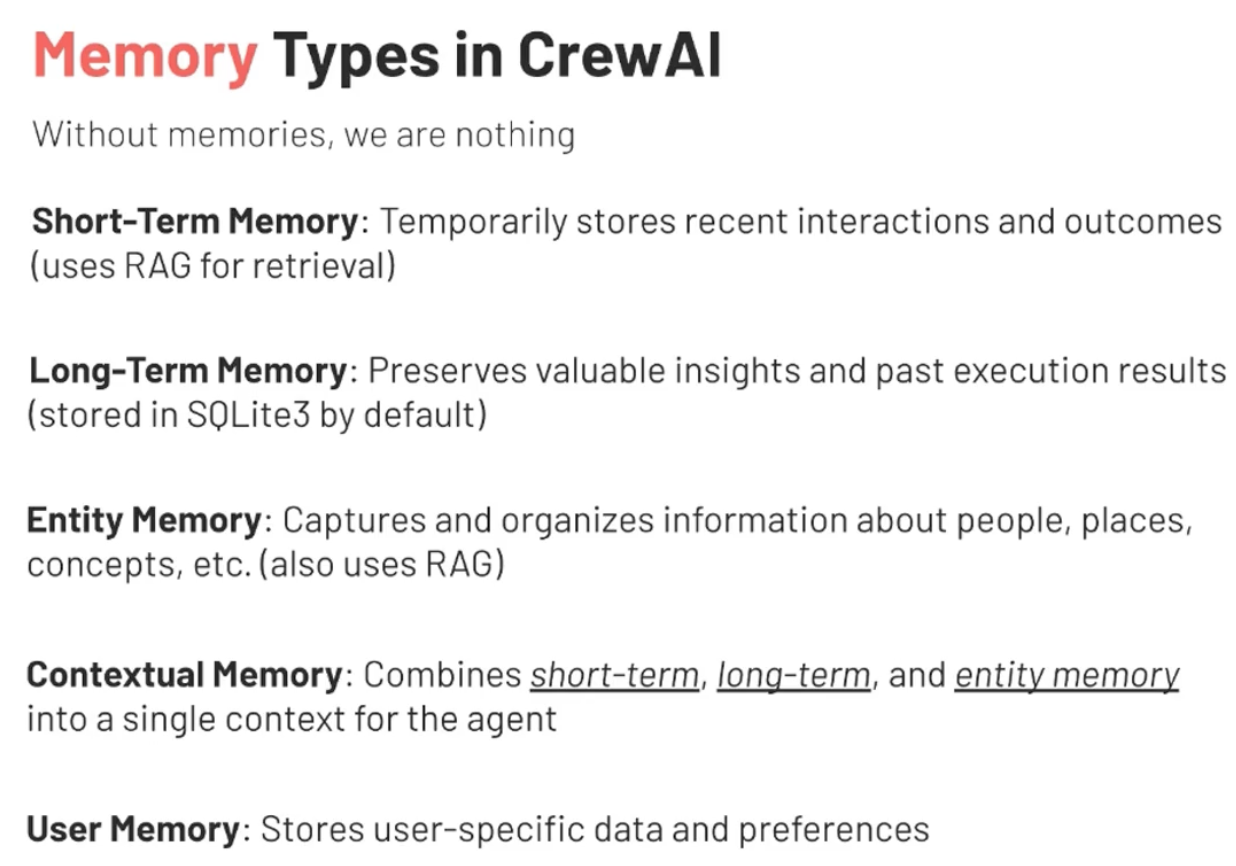 Memory Types in CrewAI
Without memories, we are nothing
Short-Term Memory: Temporarily stores recent interactions and outcomes
(uses RAG for retrieval)
Long-Term Memory: Preserves valuable insights and past execution results
(stored in SQLite3 by default)
Entity Memory: Captures and organizes information about people, places,
concepts, etc. (also uses RAG)
Contextual Memory: Combines short-term, long-term, and entity memory
into a single context for the agent
User Memory: Stores user-specific data and preferences